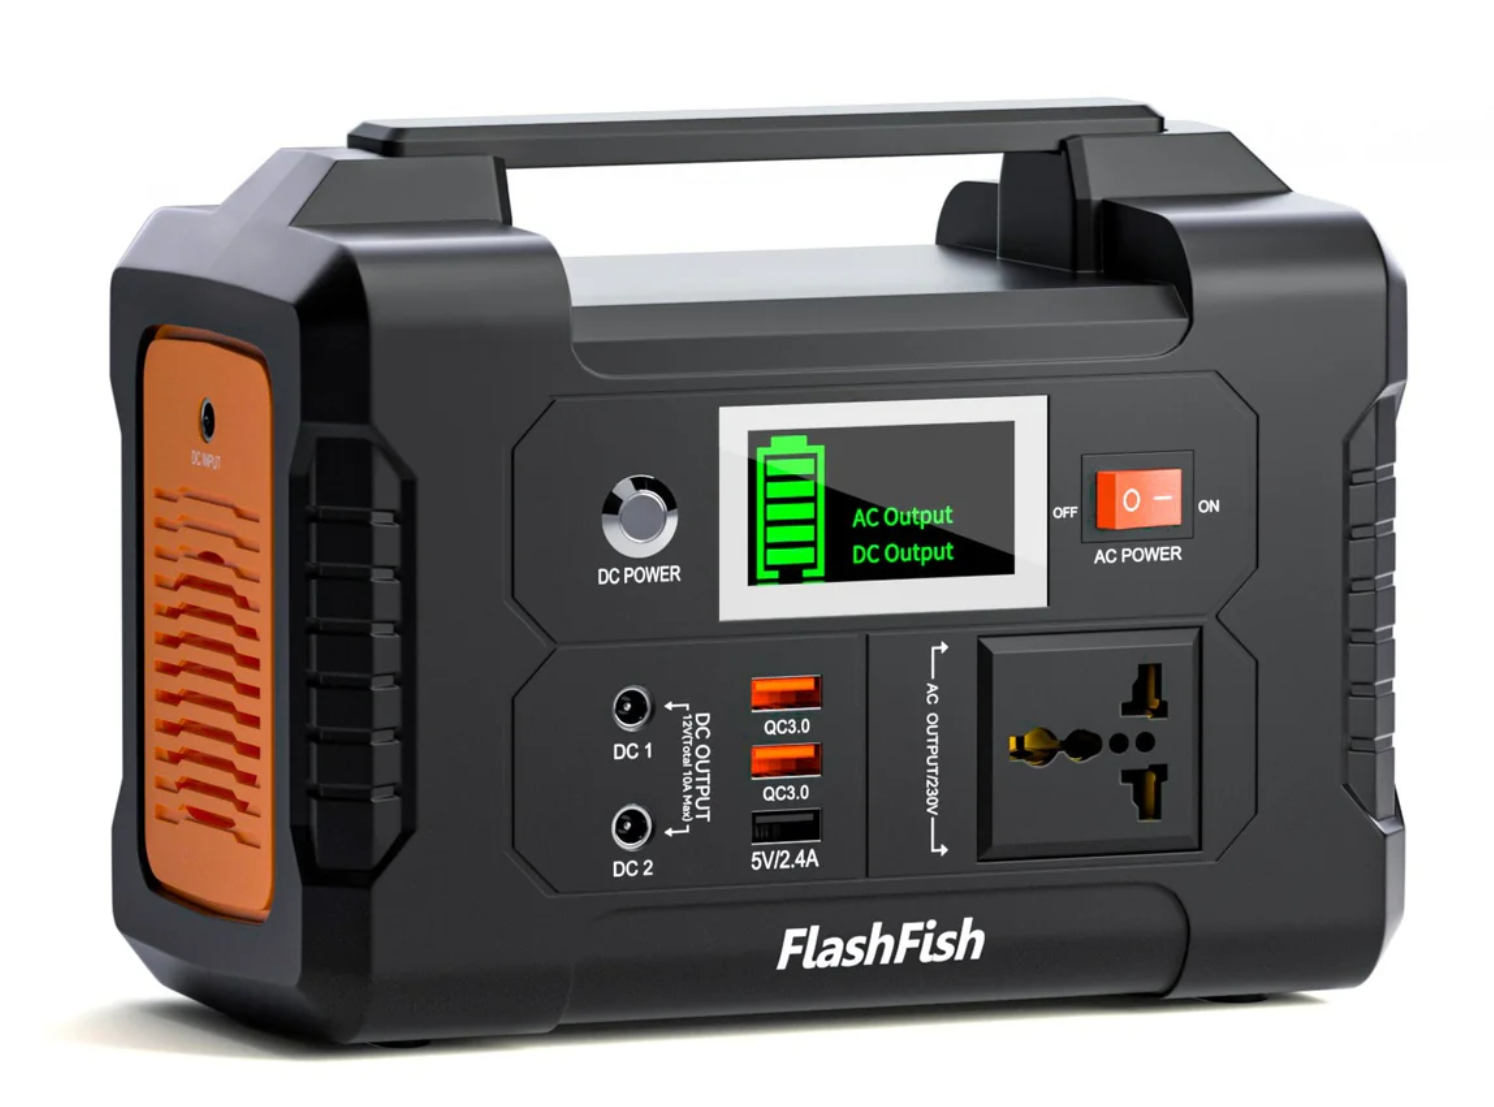 DC INPUT
DC POWER
AC Output
DC Output
OFF
ON
AC POWER
DC 1
DC 2
DC OUTPUT
12V(Total 10A Max)
QC3.0
QC3.0
5V/2.4A
AC OUTPUT/230V
FlashFish